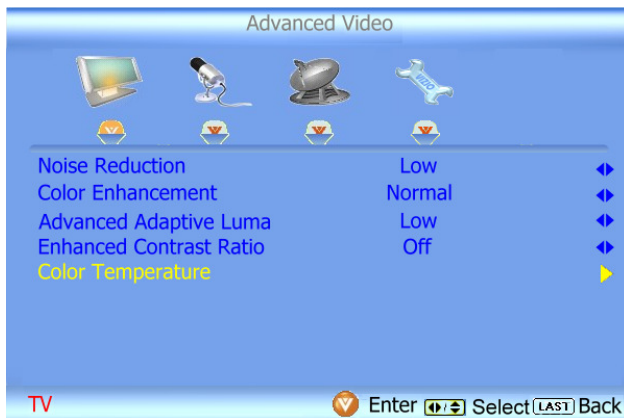 Advanced Video
VIZIO
Noise Reduction Low
Color Enhancement Normal
Advanced Adaptive Luma Low
Enhanced Contrast Ratio Off
Color Temperature
TV Enter Select LAST Back